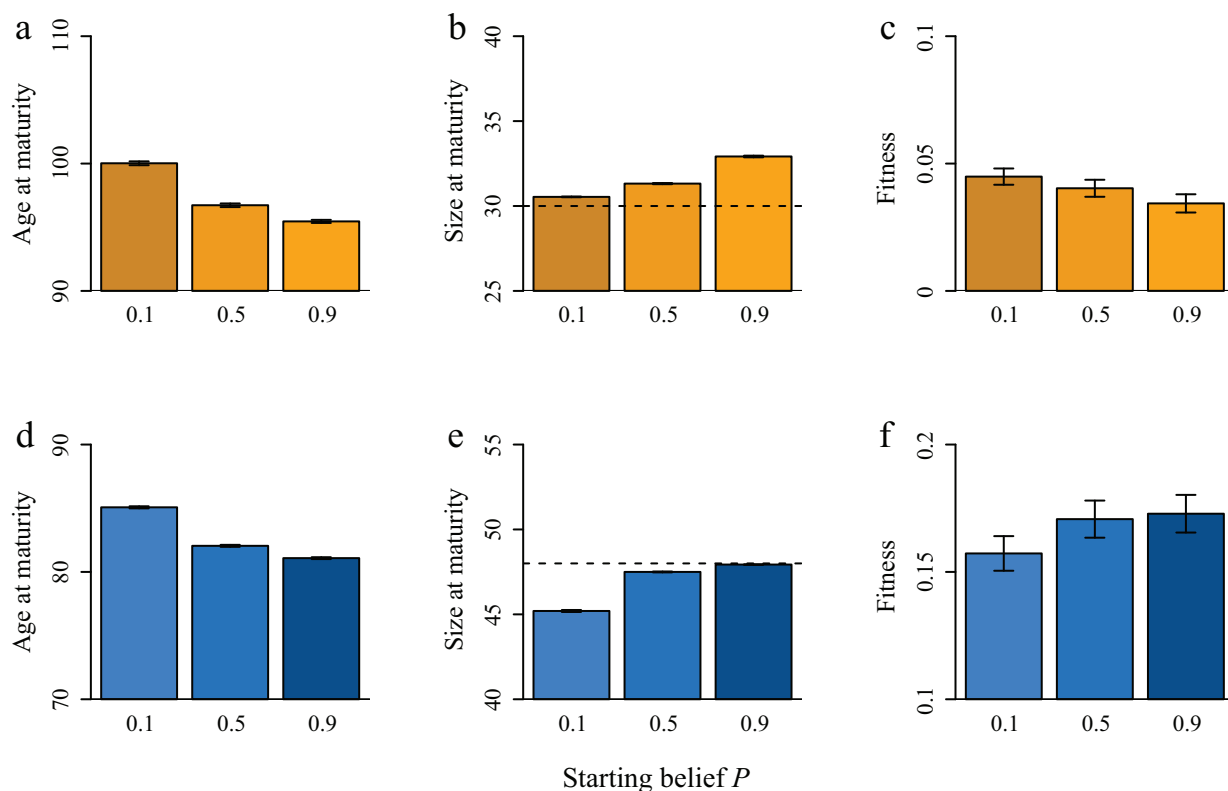 a
Age at maturity
110
100
90
0.1 0.5 0.9
b
Size at maturity
40
35
30
25
0.1 0.5 0.9
c
Fitness
0.1
0.05
0
0.1 0.5 0.9
d
Age at maturity
90
80
70
0.1 0.5 0.9
e
Size at maturity
55
50
45
40
0.1 0.5 0.9
f
Fitness
0.2
0.15
0.1
0.1 0.5 0.9
Starting belief P